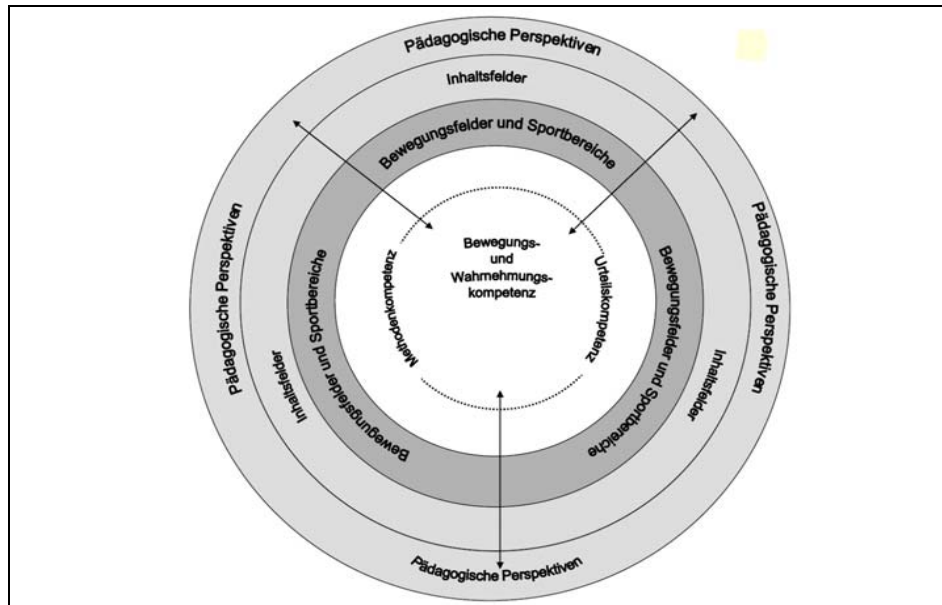 Pädagogische Perspektiven
Inhaltsfelder
Bewegungsfelder und Sportbereiche
Pädagogische Perspektiven
Inhaltsfelder
Bewegungsfelder und Sportbereiche
Methodenkompetenz
Bewegungs-
und
Wahrnehmungs-
kompetenz
Urteilskompetenz
Bewegungsfelder und Sportbereiche
Inhaltsfelder
Pädagogische Perspektiven
Pädagogische Perspektiven